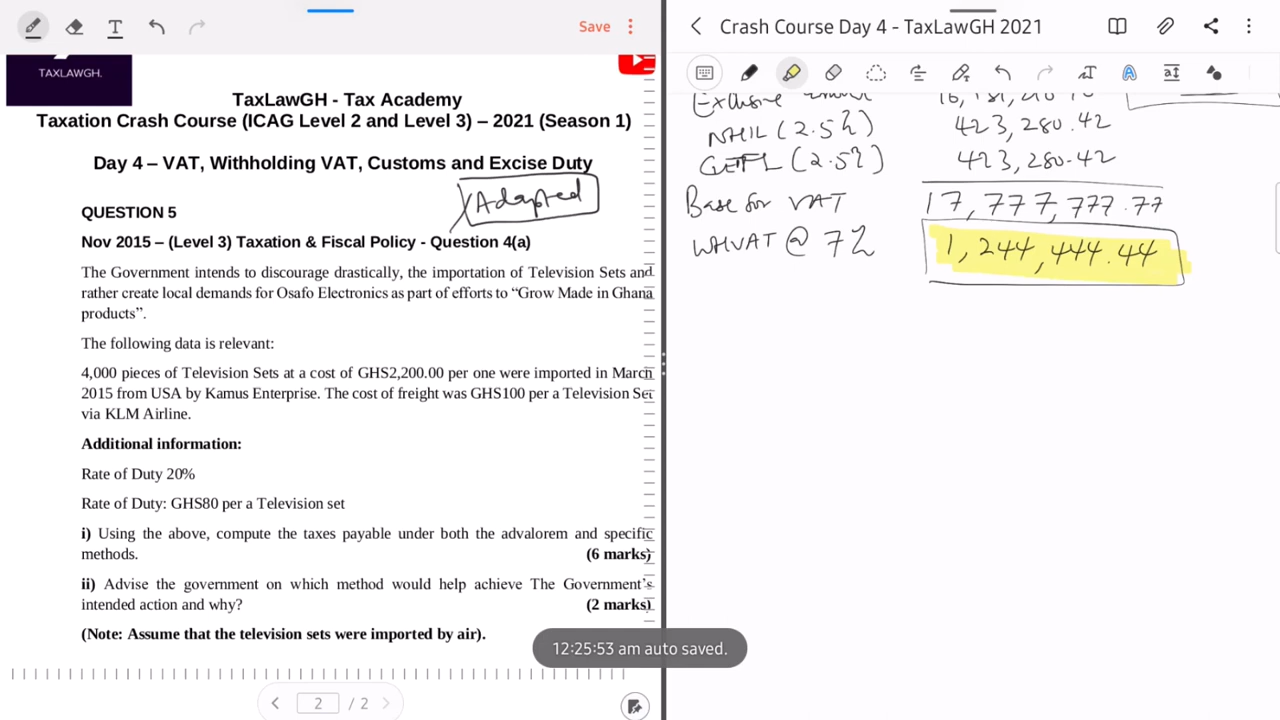 Save
TAXLAWGH.
TaxLawGH - Tax Academy
Taxation Crash Course (ICAG Level 2 and Level 3) – 2021 (Season 1)
Day 4 – VAT, Withholding VAT, Customs and Excise Duty
Adapted
QUESTION 5
Nov 2015 – (Level 3) Taxation & Fiscal Policy - Question 4(a)
The Government intends to discourage drastically, the importation of Television Sets and
rather create local demands for Osafo Electronics as part of efforts to “Grow Made in Ghana
products”.
The following data is relevant:
4,000 pieces of Television Sets at a cost of GHS2,200.00 per one were imported in March
2015 from USA by Kamus Enterprise. The cost of freight was GHS100 per a Television Set
via KLM Airline.
Additional information:
Rate of Duty 20%
Rate of Duty: GHS80 per a Television set
i) Using the above, compute the taxes payable under both the advalorem and specific
methods. (6 marks)
ii) Advise the government on which method would help achieve The Government’s
intended action and why? (2 marks)
(Note: Assume that the television sets were imported by air).
2 / 2
Crash Course Day 4 - TaxLawGH 2021
Exclusive
NHIL (2.5%) 423,280.42
GETFL (2.5%) 423,280.42
Base for VAT 17,777,777.77
WHVAT @ 7% 1,244,444.44
12:25:53 am auto saved.